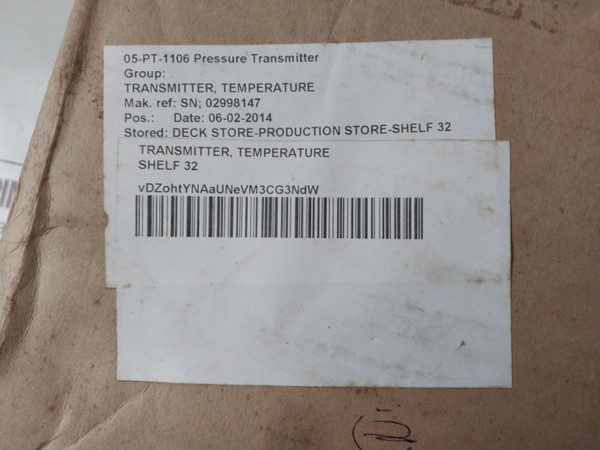 05-PT-1106 Pressure Transmitter
Group:
TRANSMITTER, TEMPERATURE
Mak. ref: SN; 02998147
Pos.: Date: 06-02-2014
Stored: DECK STORE-PRODUCTION STORE-SHELF 32
TRANSMITTER, TEMPERATURE
SHELF 32
vDZohtYNAaUNeVM3CG3NdW